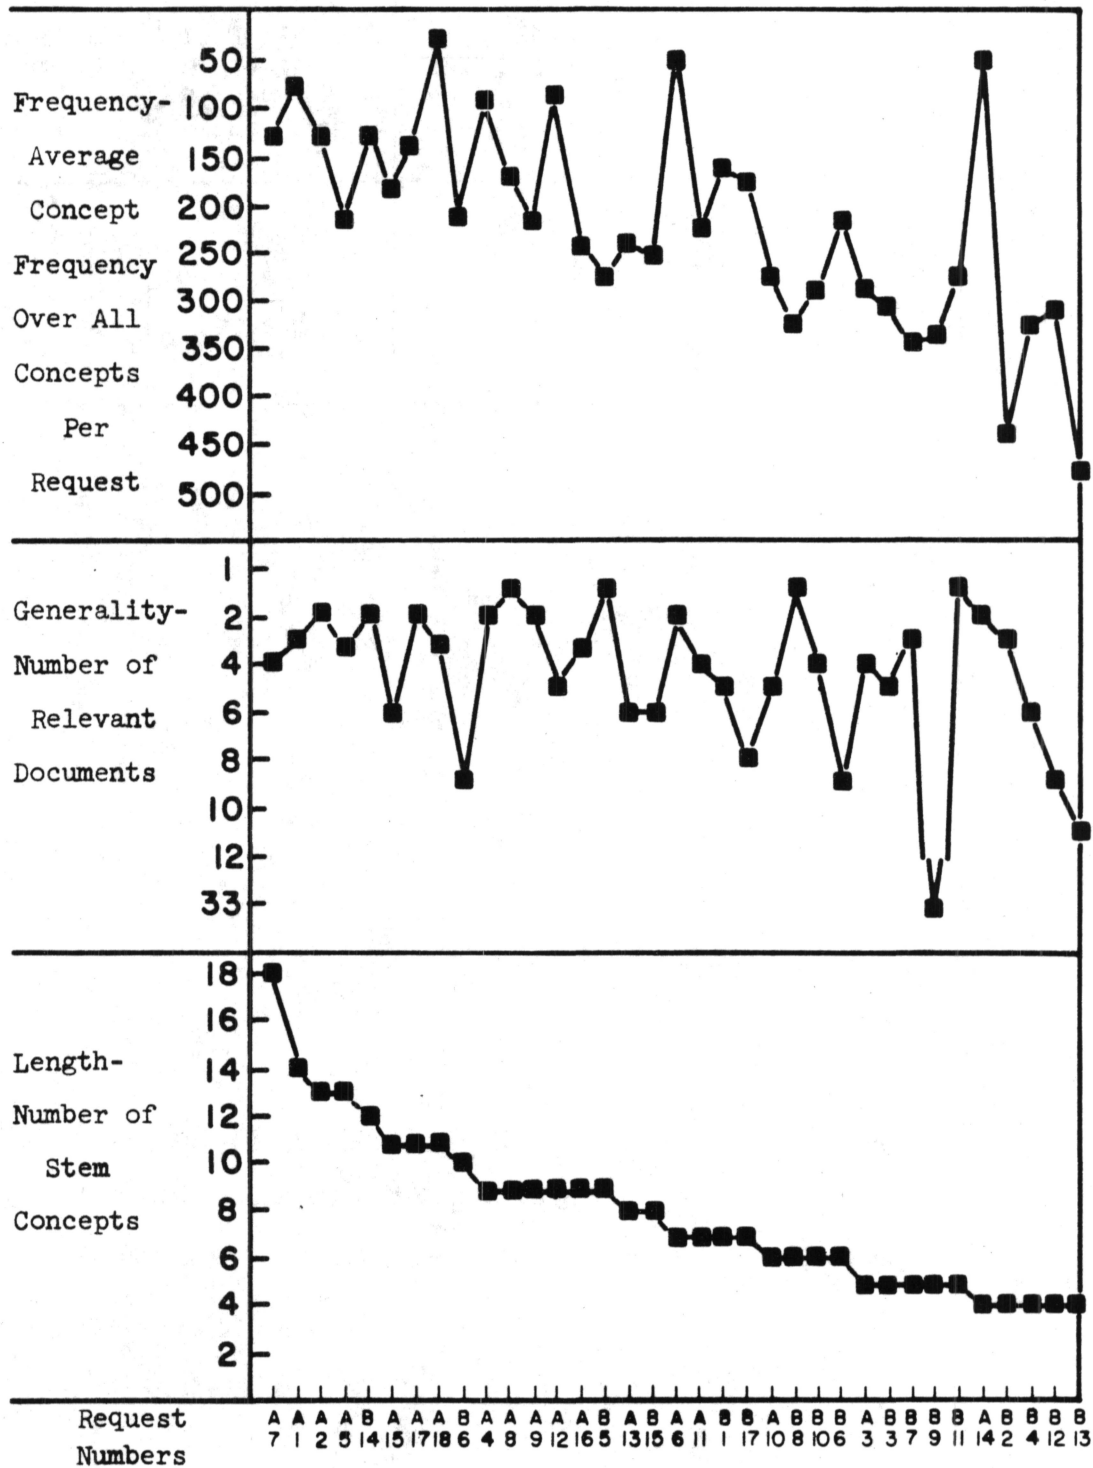 50
Frequency- 100
Average 150
Concept 200
Frequency 250
300
Over All
350
Concepts 400
Per 450
Request 500
1
Generality- 2
Number of 4
Relevant 6
Documents 8
10
12
33
18
16
Length- 14
Number of 12
Stem 10
Concepts 8
6
4
2
Request A A A A B A A A B A A A A A B A B A A B B A B B B A B B B B A B B B B
Numbers 7 1 2 5 14 15 17 18 6 4 8 9 12 16 5 13 15 6 11 1 17 10 8 10 6 3 3 7 9 11 14 2 4 12 13